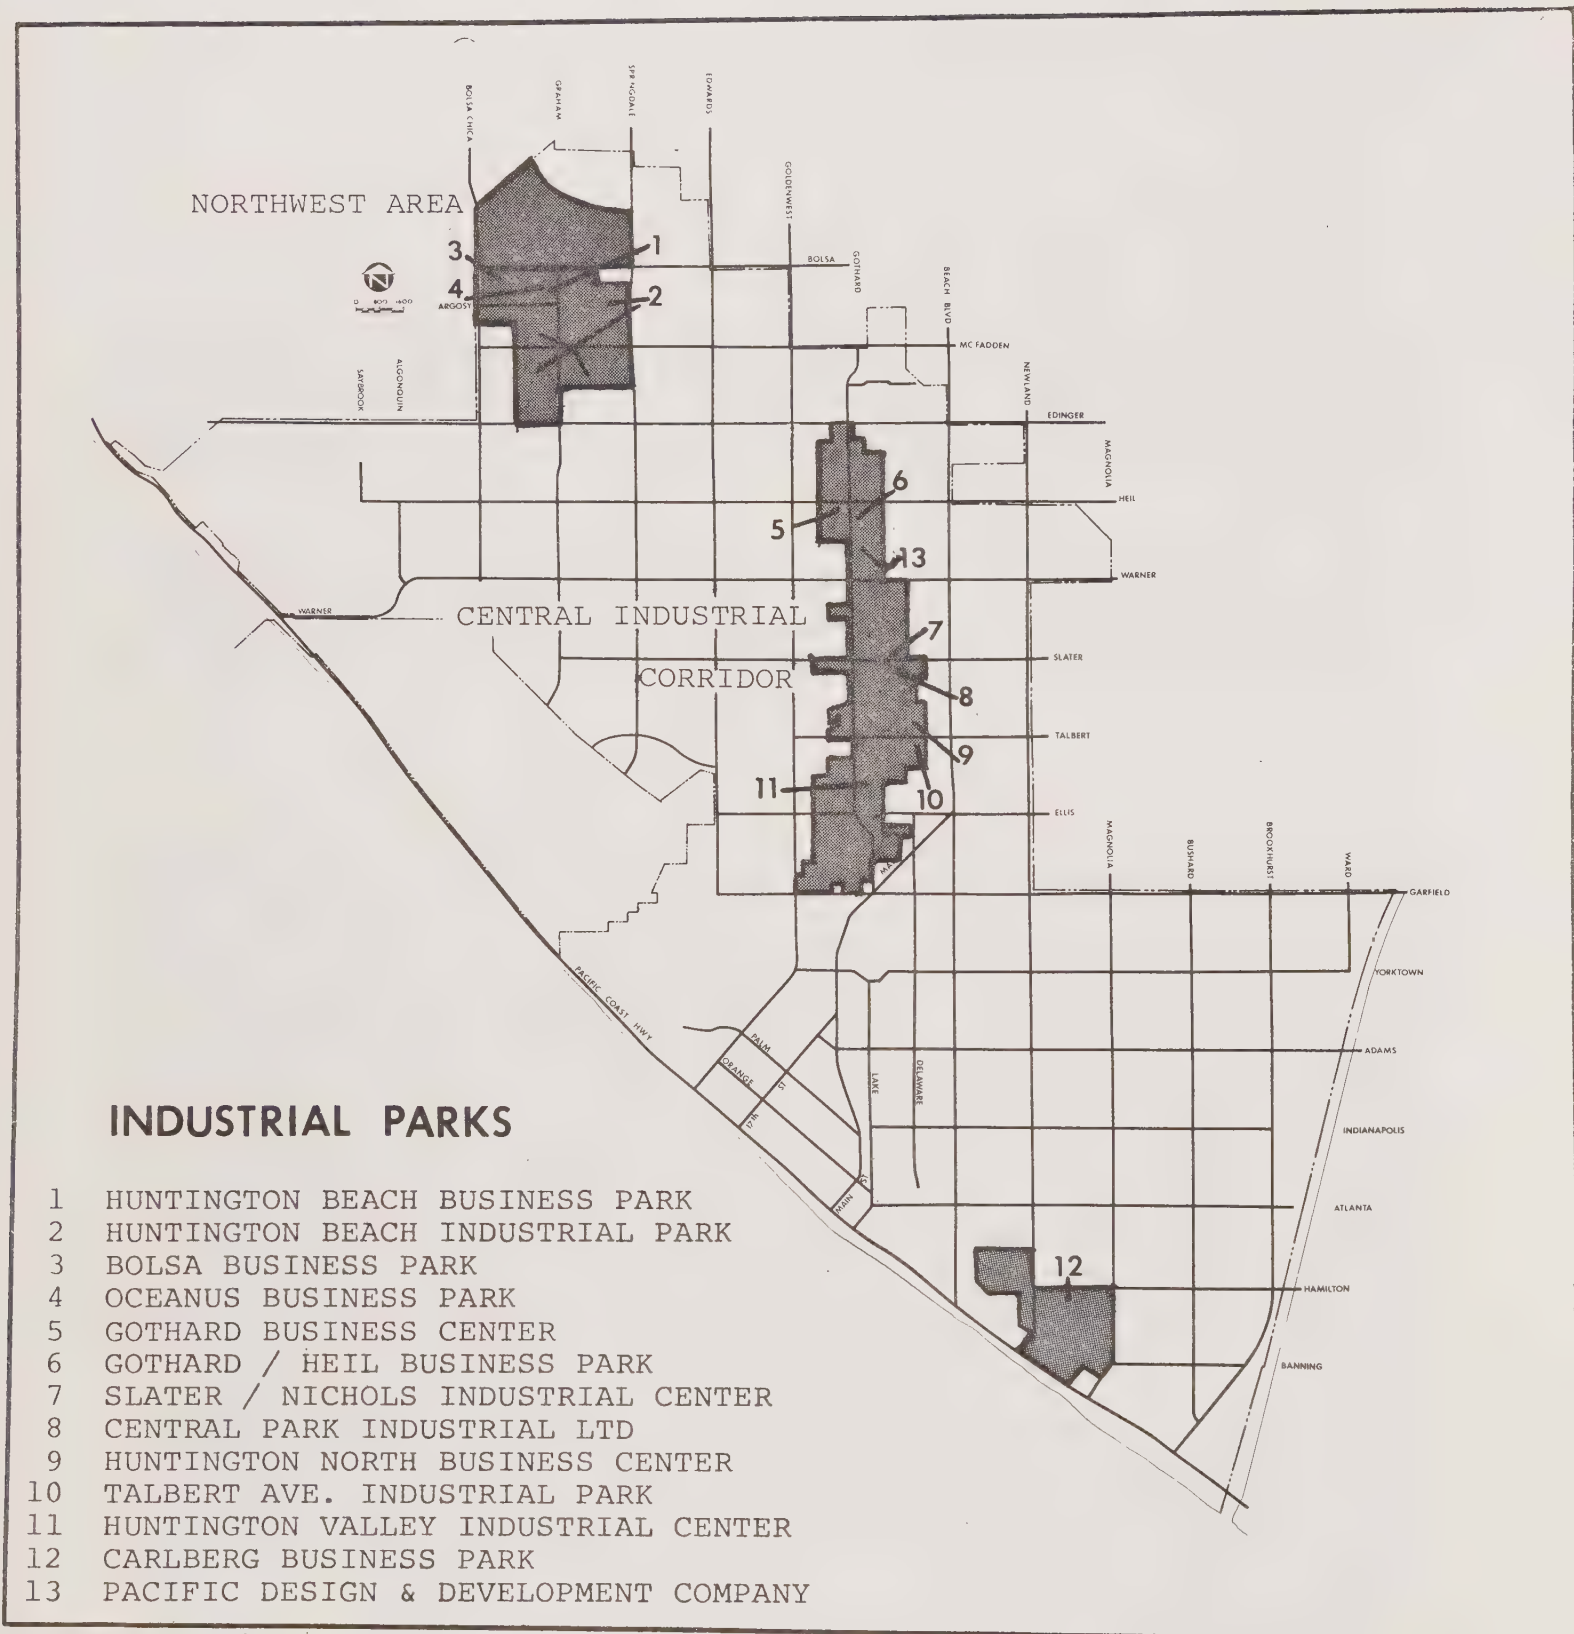 BOLSA CHICA
GRAHAM
SPRINGDALE
EDWARDS
GOLDENWEST
NORTHWEST AREA
3
1
BOLSA
GOTHARD
BEACH BLVD
N
4
2
ARGOSY
MC FADDEN
SAYBROOK
ALGONQUIN
NEWLAND
EDINGER
MAGNOLIA
6
HEIL
5
13
WARNER
WARNER
CENTRAL INDUSTRIAL
7
SLATER
CORRIDOR
8
TALBERT
9
11
10
ELLIS
MAGNOLIA
BUSHARD
BROOKHURST
WARD
MA
GARFIELD
YORKTOWN
PACIFIC COAST HWY
PALM
ADAMS
ORANGE
17th ST
LAKE
DELAWARE
INDIANAPOLIS
MAIN ST
ATLANTA
12
HAMILTON
BANNING
INDUSTRIAL PARKS
1 HUNTINGTON BEACH BUSINESS PARK
2 HUNTINGTON BEACH INDUSTRIAL PARK
3 BOLSA BUSINESS PARK
4 OCEANUS BUSINESS PARK
5 GOTHARD BUSINESS CENTER
6 GOTHARD / HEIL BUSINESS PARK
7 SLATER / NICHOLS INDUSTRIAL CENTER
8 CENTRAL PARK INDUSTRIAL LTD
9 HUNTINGTON NORTH BUSINESS CENTER
10 TALBERT AVE. INDUSTRIAL PARK
11 HUNTINGTON VALLEY INDUSTRIAL CENTER
12 CARLBERG BUSINESS PARK
13 PACIFIC DESIGN & DEVELOPMENT COMPANY